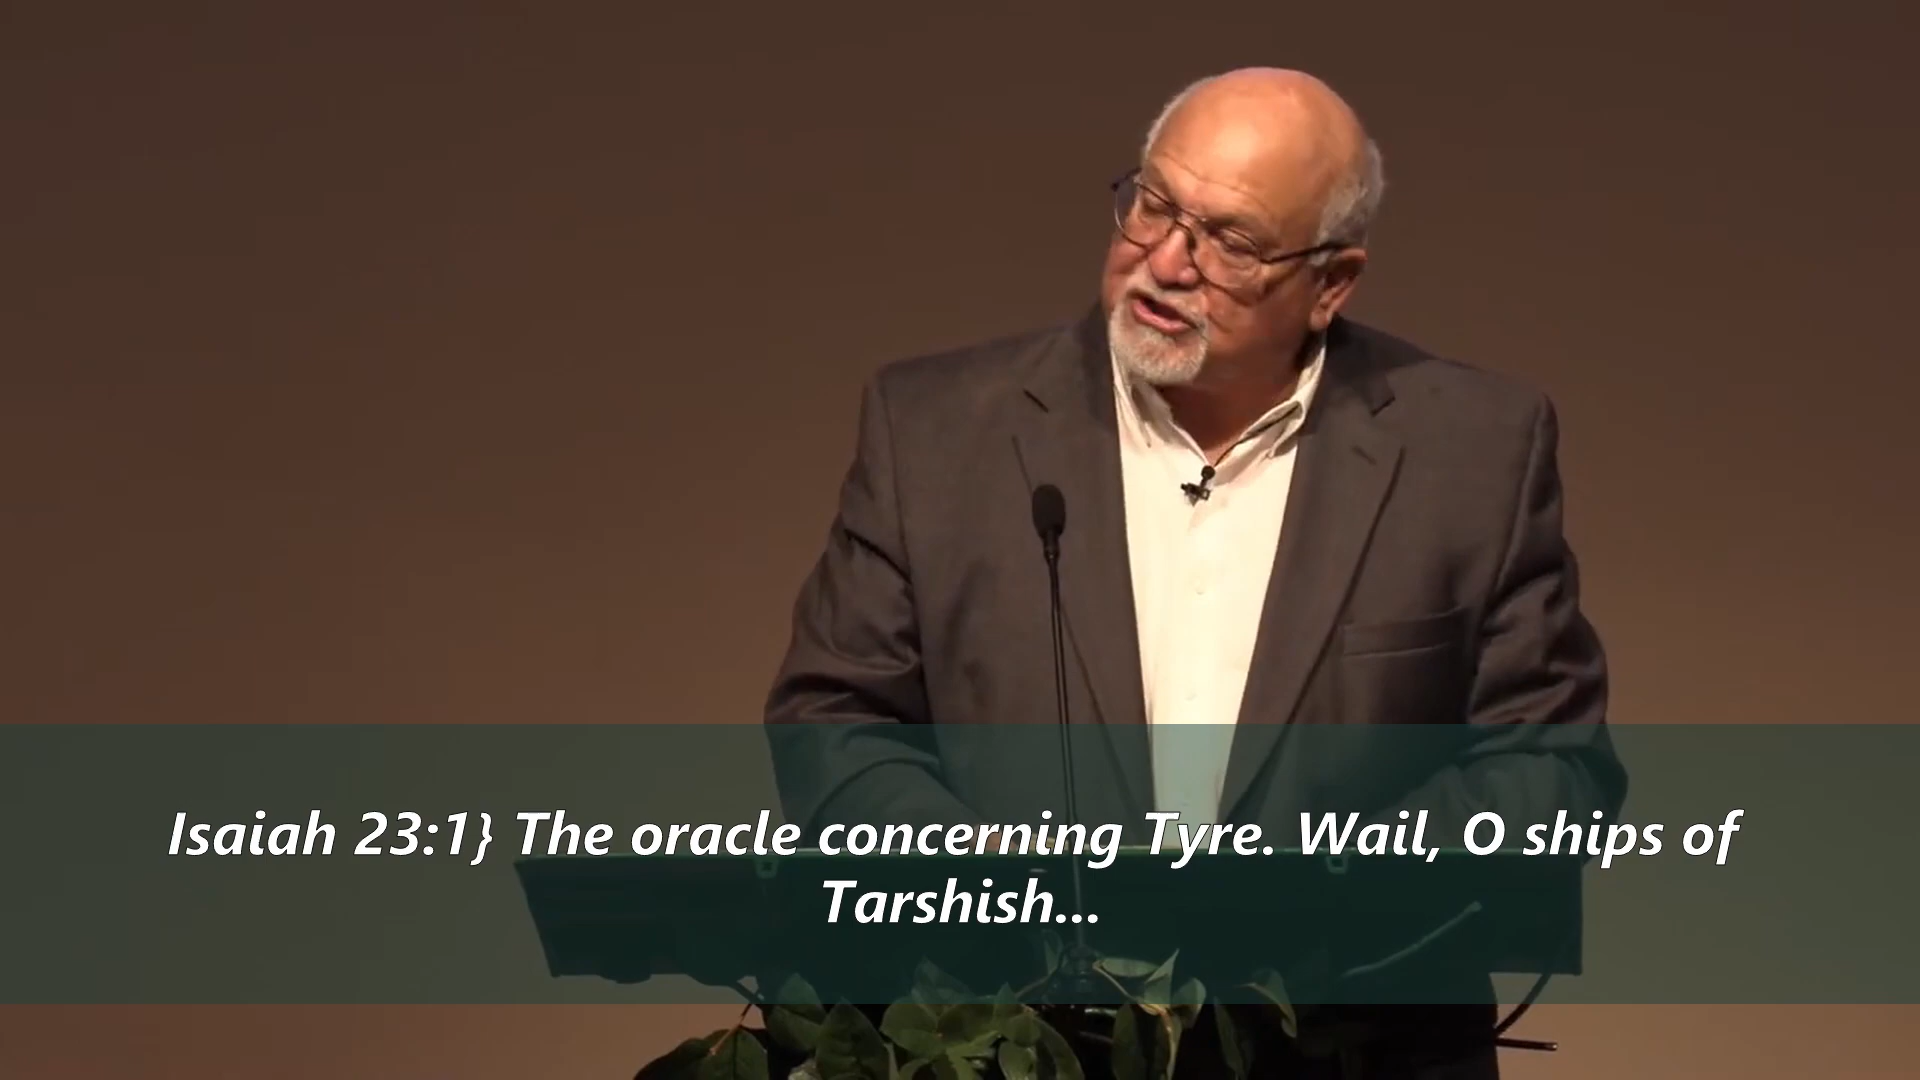 Isaiah 23:1} The oracle concerning Tyre. Wail, O ships of
Tarshish...